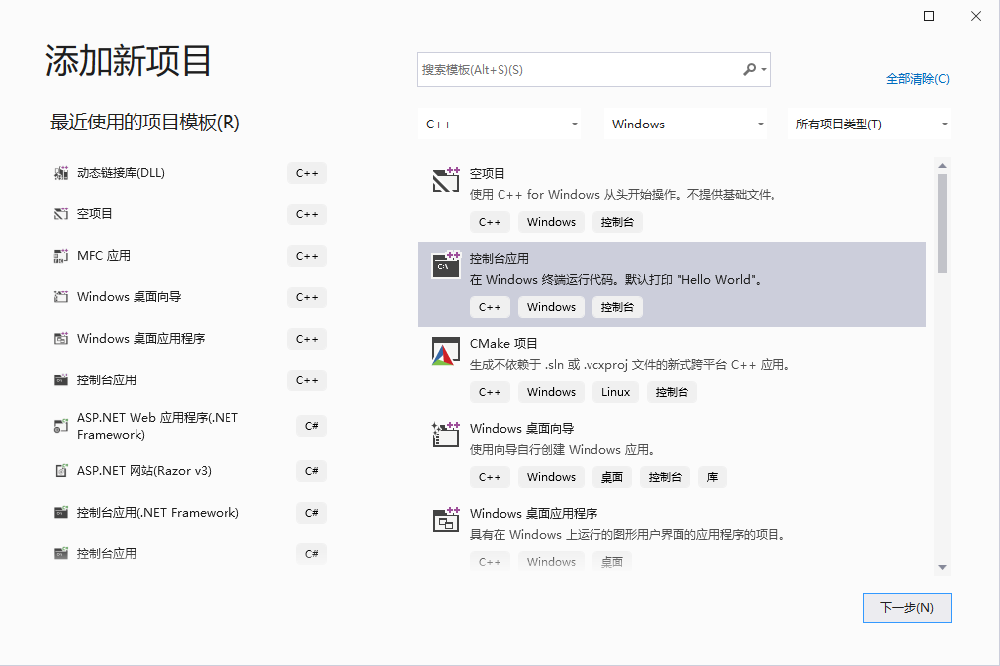 添加新项目
搜索模板(Alt+S)(S)
全部清除(C)
最近使用的项目模板(R)
C++
Windows
所有项目类型(T)
动态链接库(DLL)
C++
空项目
C++
MFC 应用
C++
Windows 桌面向导
C++
Windows 桌面应用程序
C++
控制台应用
C++
ASP.NET Web 应用程序(.NET
Framework)
C#
ASP.NET 网站(Razor v3)
C#
控制台应用(.NET Framework)
C#
控制台应用
C#
空项目
使用 C++ for Windows 从头开始操作。不提供基础文件。
C++
Windows
控制台
C:\
控制台应用
在 Windows 终端运行代码。默认打印 "Hello World"。
C++
Windows
控制台
CMake 项目
生成不依赖于 .sln 或 .vcxproj 文件的新式跨平台 C++ 应用。
C++
Windows
Linux
控制台
Windows 桌面向导
使用向导自行创建 Windows 应用。
C++
Windows
桌面
控制台
库
Windows 桌面应用程序
具有在 Windows 上运行的图形用户界面的应用程序的项目。
C++
Windows
桌面
下一步(N)